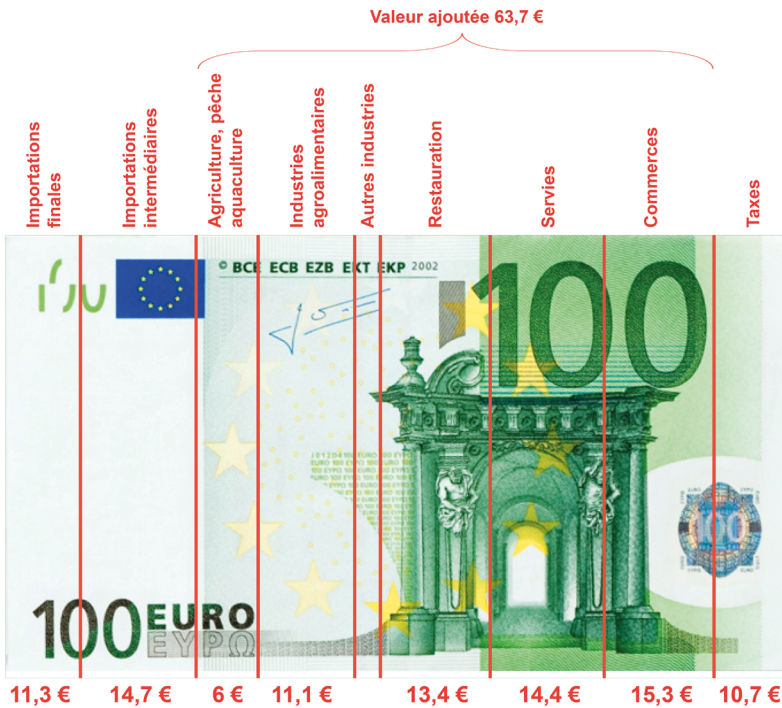 Valeur ajoutée 63,7 €
Importations
finales
Importations
intermédiaires
Agriculture, pêche
aquaculture
Industries
agroalimentaires
Autres industries
Restauration
Servies
Commerces
Taxes
© BCE ECB EZB EKT EKP 2002
100
100
100 EURO
ΕΥΡΩ
11,3 €
14,7 €
6 €
11,1 €
13,4 €
14,4 €
15,3 €
10,7 €